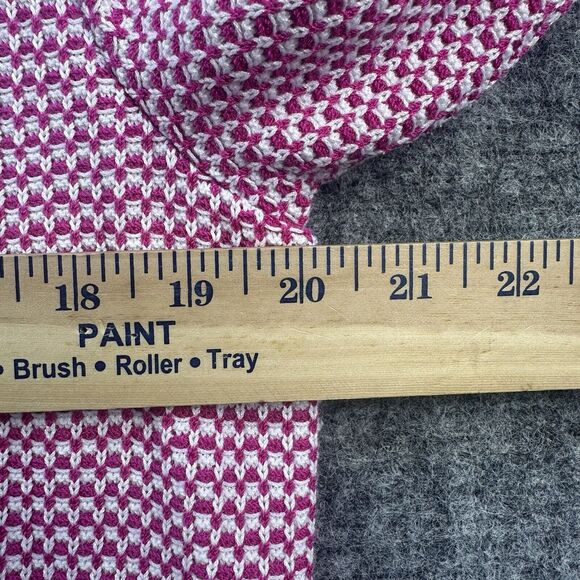 18 19 20 21 22
PAINT
• Brush • Roller • Tray